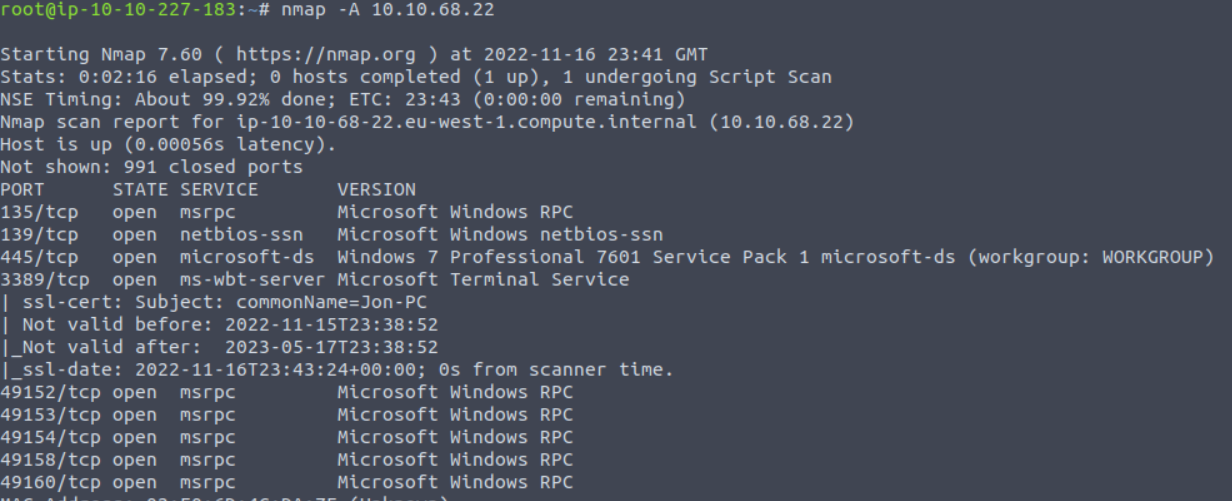 root@ip-10-10-227-183:~# nmap -A 10.10.68.22
Starting Nmap 7.60 ( https://nmap.org ) at 2022-11-16 23:41 GMT
Stats: 0:02:16 elapsed; 0 hosts completed (1 up), 1 undergoing Script Scan
NSE Timing: About 99.92% done; ETC: 23:43 (0:00:00 remaining)
Nmap scan report for ip-10-10-68-22.eu-west-1.compute.internal (10.10.68.22)
Host is up (0.00056s latency).
Not shown: 991 closed ports
PORT STATE SERVICE VERSION
135/tcp open msrpc Microsoft Windows RPC
139/tcp open netbios-ssn Microsoft Windows netbios-ssn
445/tcp open microsoft-ds Windows 7 Professional 7601 Service Pack 1 microsoft-ds (workgroup: WORKGROUP)
3389/tcp open ms-wbt-server Microsoft Terminal Service
| ssl-cert: Subject: commonName=Jon-PC
| Not valid before: 2022-11-15T23:38:52
|_Not valid after: 2023-05-17T23:38:52
|_ssl-date: 2022-11-16T23:43:24+00:00; 0s from scanner time.
49152/tcp open msrpc Microsoft Windows RPC
49153/tcp open msrpc Microsoft Windows RPC
49154/tcp open msrpc Microsoft Windows RPC
49158/tcp open msrpc Microsoft Windows RPC
49160/tcp open msrpc Microsoft Windows RPC